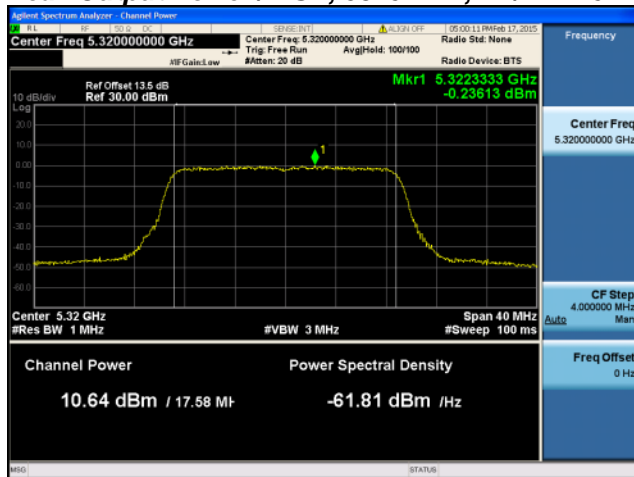 Agilent Spectrum Analyzer - Channel Power
RL RF 50 Ω DC SENSE:INT ALIGN OFF 05:00:11 PM Feb 17, 2015
Center Freq 5.320000000 GHz Center Freq: 5.320000000 GHz Radio Std: None Frequency
Trig: Free Run Avg|Hold: 100/100
#IFGain:Low #Atten: 20 dB Radio Device: BTS
Mkr1 5.3223333 GHz
Ref Offset 13.5 dB
10 dB/div Ref 30.00 dBm -0.23613 dBm
Log
20.0
Center Freq
5.320000000 GHz
10.0
1
0.00
-10.0
-20.0
-30.0
-40.0
-50.0
-60.0
CF Step
4.000000 MHz
Auto Man
Center 5.32 GHz Span 40 MHz
#Res BW 1 MHz #VBW 3 MHz #Sweep 100 ms
Channel Power Power Spectral Density
Freq Offset
0 Hz
10.64 dBm / 17.58 MH -61.81 dBm /Hz
MSG STATUS